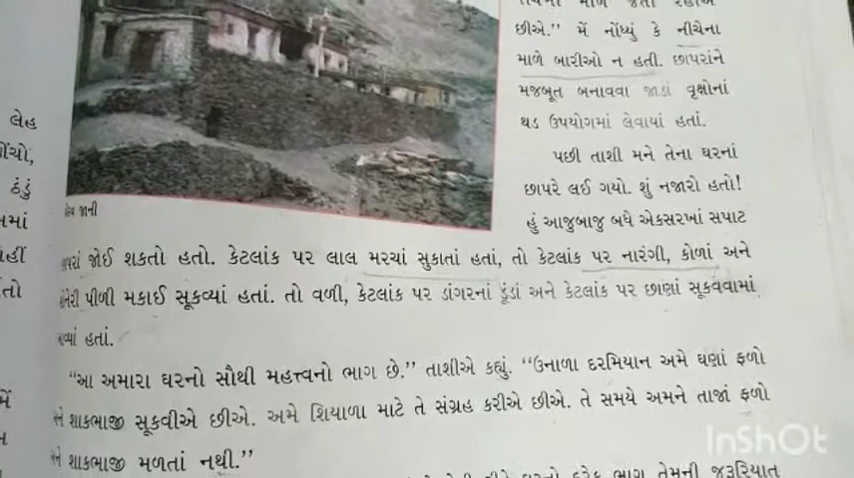 લેહ
ઠંડું
છીએ.” મેં નોંધ્યું કે નીચેના
માળે બારીઓ ન હતી. છાપરાંને
મજબૂત બનાવવા જાડાં વૃક્ષોનાં
થડ ઉપયોગમાં લેવાયાં હતાં.
પછી તાશી મને તેના ઘરનાં
છાપરે લઈ ગયો. શું નજારો હતો!
હું આજુબાજુ બધે એકસરખાં સપાટ
જોઈ શકતો હતો. કેટલાંક પર લાલ મરચાં સુકાતાં હતાં, તો કેટલાંક પર નારંગી, કોળાં અને
પીળી મકાઈ સૂકવ્યાં હતાં. તો વળી, કેટલાંક પર ડાંગરનાં ડૂંડાં અને કેટલાંક પર છાણાં સૂકવવામાં
હતાં.
“આ અમારા ઘરનો સૌથી મહત્ત્વનો ભાગ છે.” તાશીએ કહ્યું. “ઉનાળા દરમિયાન અમે ઘણાં ફળો
શાકભાજી સૂકવીએ છીએ. અમે શિયાળા માટે તે સંગ્રહ કરીએ છીએ. તે સમયે અમને તાજાં ફળો
શાકભાજી મળતાં નથી.”
ભાગ તેમની જરૂરિયાત
જાની
InShOt